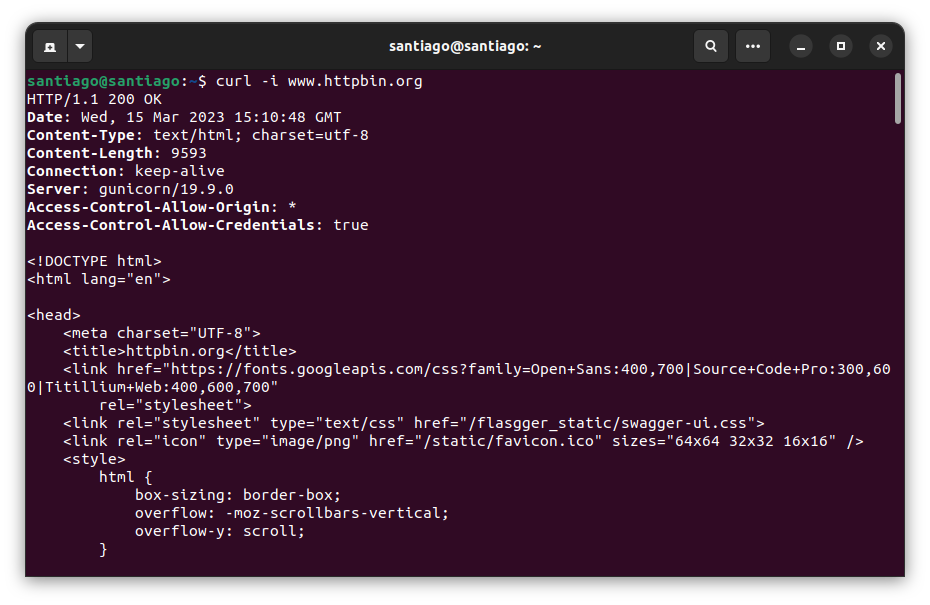 santiago@santiago: ~
santiago@santiago:~$ curl -i www.httpbin.org
HTTP/1.1 200 OK
Date: Wed, 15 Mar 2023 15:10:48 GMT
Content-Type: text/html; charset=utf-8
Content-Length: 9593
Connection: keep-alive
Server: gunicorn/19.9.0
Access-Control-Allow-Origin: *
Access-Control-Allow-Credentials: true

<!DOCTYPE html>
<html lang="en">

<head>
    <meta charset="UTF-8">
    <title>httpbin.org</title>
    <link href="https://fonts.googleapis.com/css?family=Open+Sans:400,700|Source+Code+Pro:300,60
0|Titillium+Web:400,600,700"
        rel="stylesheet">
    <link rel="stylesheet" type="text/css" href="/flasgger_static/swagger-ui.css">
    <link rel="icon" type="image/png" href="/static/favicon.ico" sizes="64x64 32x32 16x16" />
    <style>
        html {
            box-sizing: border-box;
            overflow: -moz-scrollbars-vertical;
            overflow-y: scroll;
        }